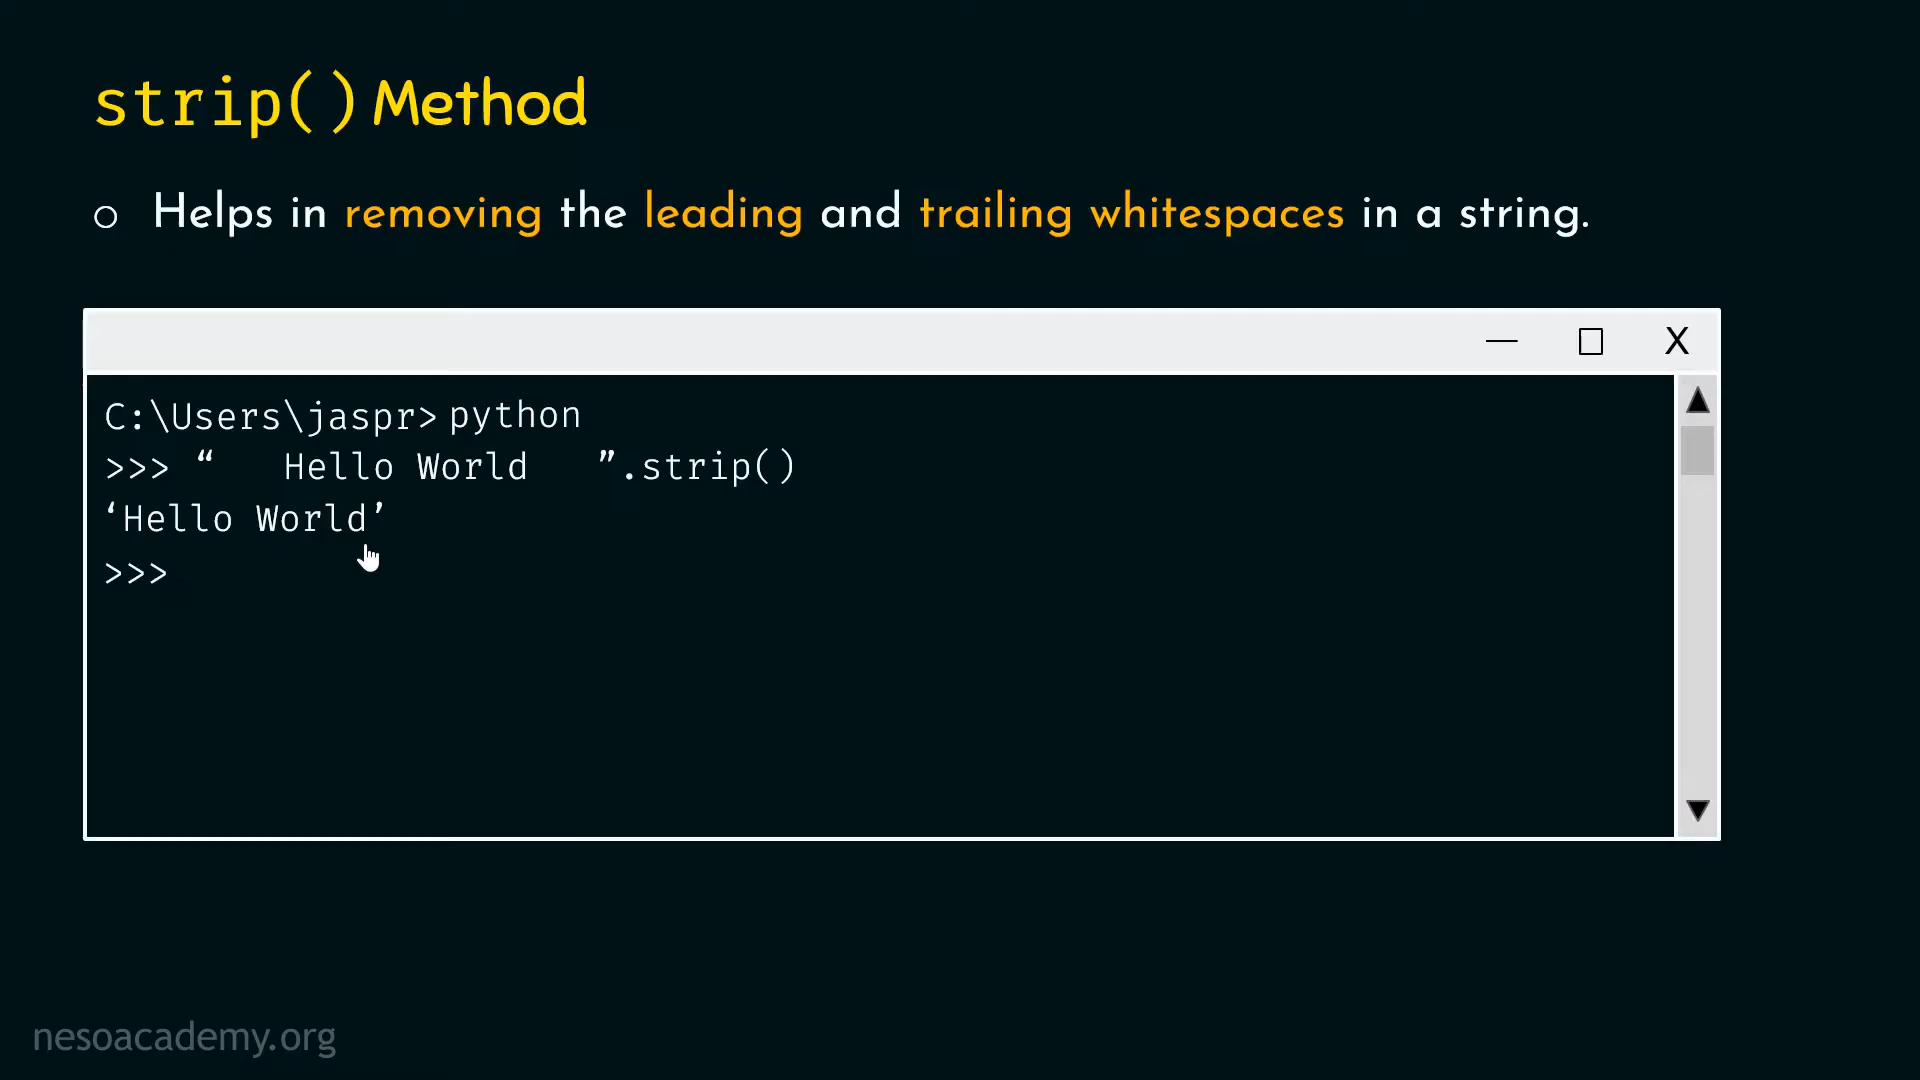 strip() Method
○ Helps in removing the leading and trailing whitespaces in a string.
— □ X
C:\Users\jaspr> python
>>> “   Hello World   ”.strip()
‘Hello World’
>>>
nesoacademy.org